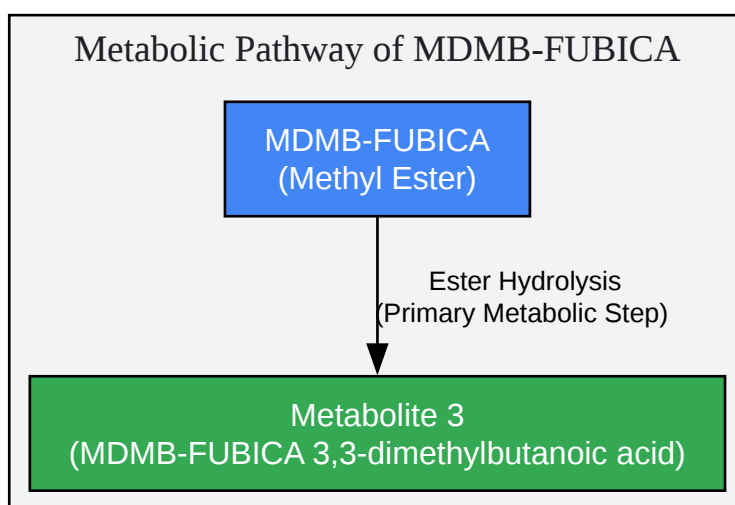 Metabolic Pathway of MDMB-FUBICA
MDMB-FUBICA
(Methyl Ester)
Ester Hydrolysis
(Primary Metabolic Step)
Metabolite 3
(MDMB-FUBICA 3,3-dimethylbutanoic acid)